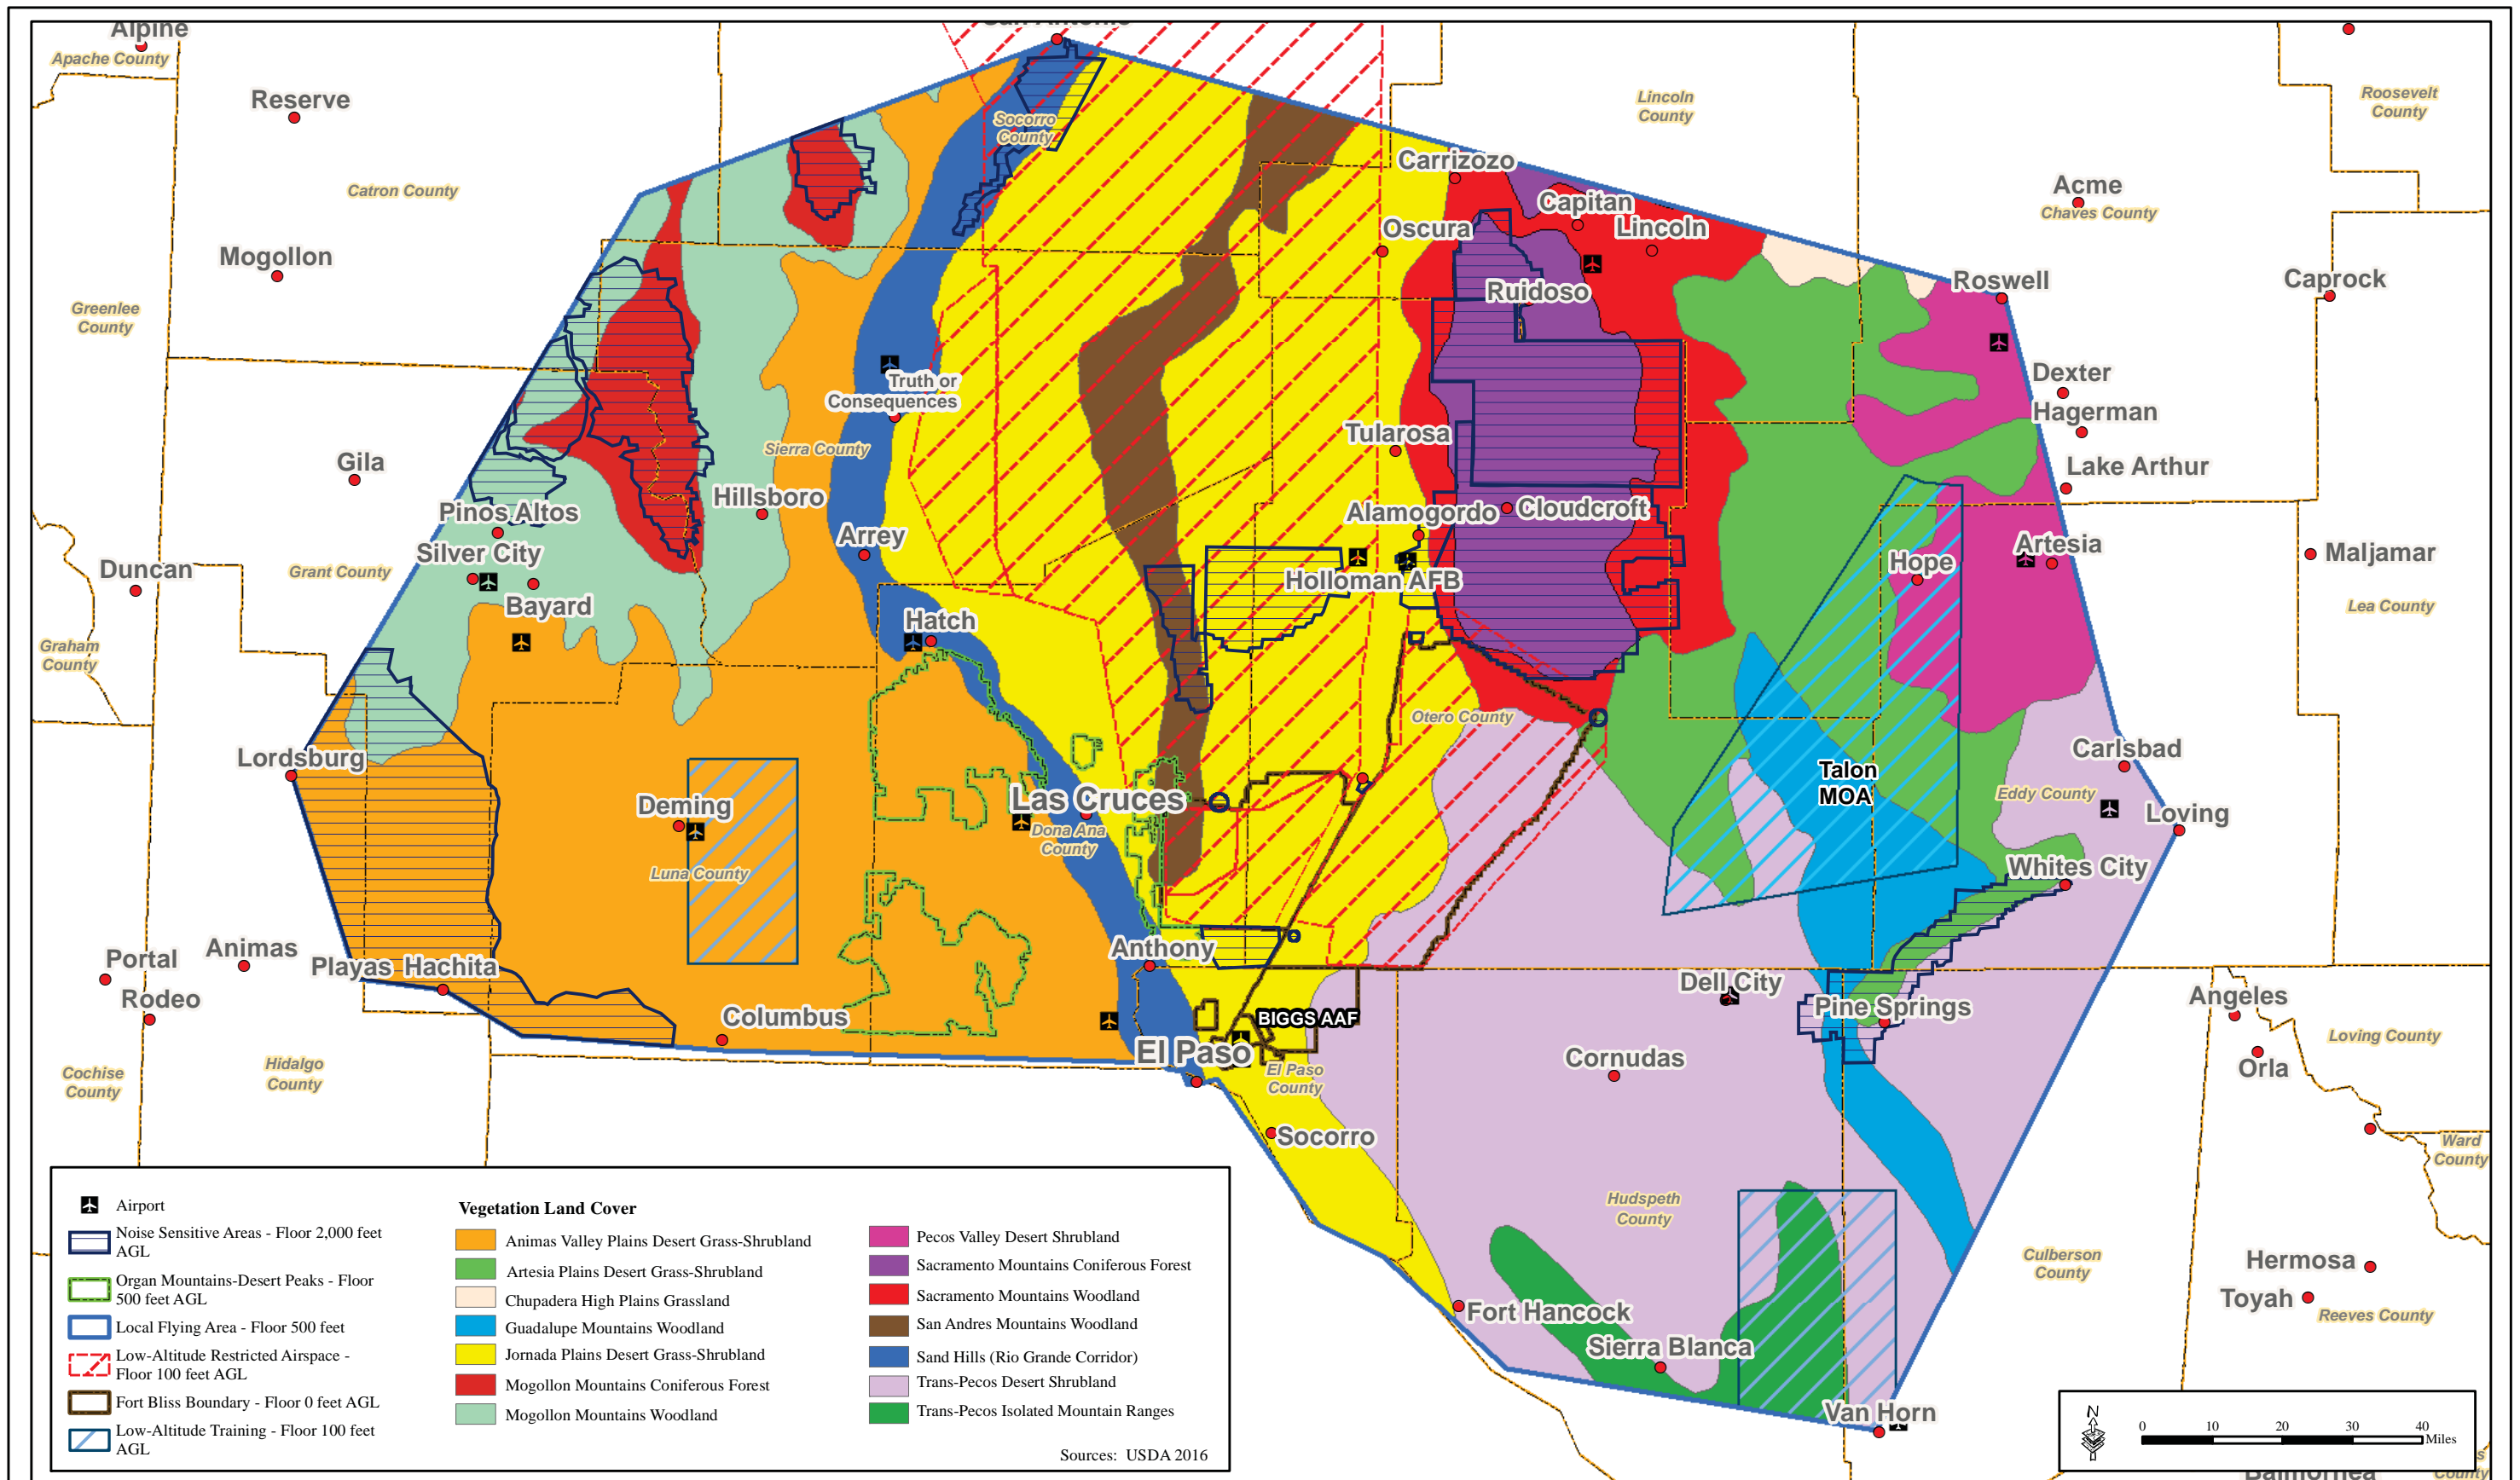 Alpine
San Antonio
Apache County
Reserve
Lincoln
County
Roosevelt
County
Socorro
County
Carrizozo
Catron County
Acme
Chaves County
Capitan
Lincoln
Oscura
Mogollon
Roswell
Caprock
Ruidoso
Greenlee
County
Dexter
Truth or
Consequences
Hagerman
Tularosa
Sierra County
Gila
Lake Arthur
Hillsboro
Pinos Altos
Alamogordo
Cloudcroft
Arrey
Silver City
Artesia
Maljamar
Hope
Duncan
Grant County
Holloman AFB
Bayard
Lea County
Hatch
Graham
County
Otero County
Lordsburg
Carlsbad
Talon
MOA
Deming
Las Cruces
Eddy County
Loving
Dona Ana
County
Luna County
Whites City
Portal
Animas
Playas
Hachita
Anthony
Rodeo
Dell City
Angeles
Pine Springs
Columbus
BIGGS AAF
Loving County
El Paso
Cornudas
Orla
Cochise
County
Hidalgo
County
El Paso
County
Socorro
Ward
County
Hudspeth
County
Culberson
County
Hermosa
Toyah
Reeves County
Fort Hancock
Sierra Blanca
Van Horn
Airport
Noise Sensitive Areas - Floor 2,000 feet
AGL
Organ Mountains-Desert Peaks - Floor
500 feet AGL
Local Flying Area - Floor 500 feet
Low-Altitude Restricted Airspace -
Floor 100 feet AGL
Fort Bliss Boundary - Floor 0 feet AGL
Low-Altitude Training - Floor 100 feet
AGL
Vegetation Land Cover
Animas Valley Plains Desert Grass-Shrubland
Artesia Plains Desert Grass-Shrubland
Chupadera High Plains Grassland
Guadalupe Mountains Woodland
Jornada Plains Desert Grass-Shrubland
Mogollon Mountains Coniferous Forest
Mogollon Mountains Woodland
Pecos Valley Desert Shrubland
Sacramento Mountains Coniferous Forest
Sacramento Mountains Woodland
San Andres Mountains Woodland
Sand Hills (Rio Grande Corridor)
Trans-Pecos Desert Shrubland
Trans-Pecos Isolated Mountain Ranges
Sources: USDA 2016
N
0 10 20 30 40
Miles
Balmorhea
County